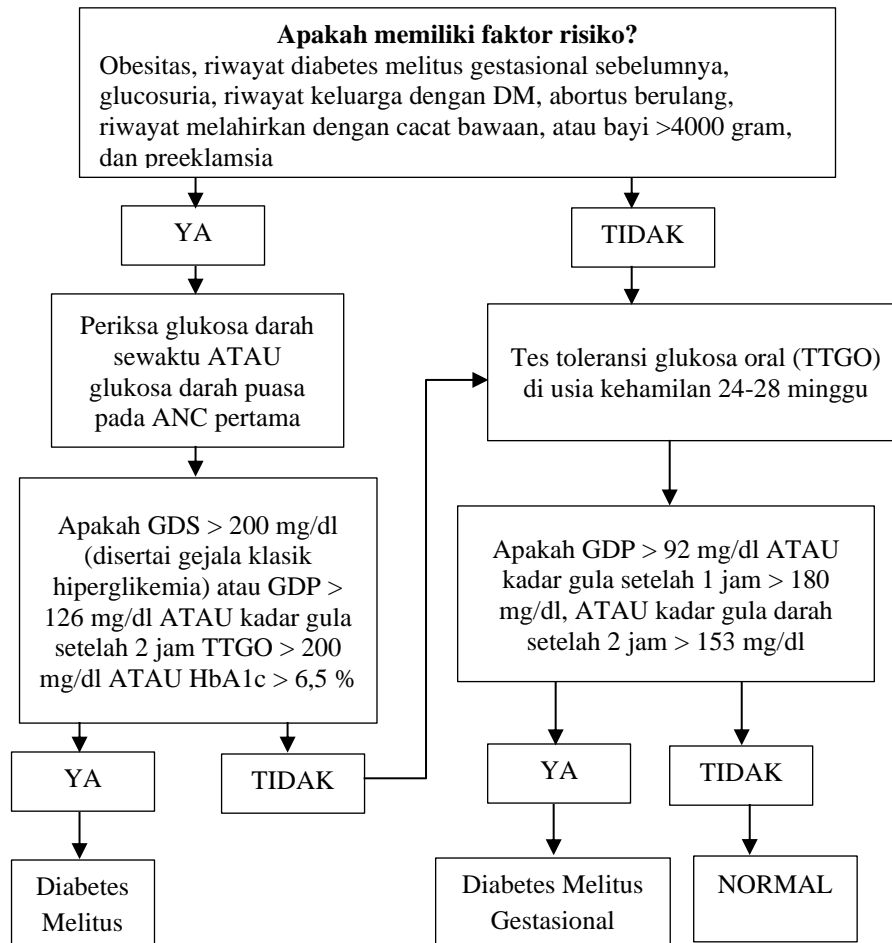 Apakah memiliki faktor risiko?
Obesitas, riwayat diabetes melitus gestasional sebelumnya,
glucosuria, riwayat keluarga dengan DM, abortus berulang,
riwayat melahirkan dengan cacat bawaan, atau bayi >4000 gram,
dan preeklamsia
YA
TIDAK
Periksa glukosa darah
sewaktu ATAU
glukosa darah puasa
pada ANC pertama
Tes toleransi glukosa oral (TTGO)
di usia kehamilan 24-28 minggu
Apakah GDS > 200 mg/dl
(disertai gejala klasik
hiperglikemia) atau GDP >
126 mg/dl ATAU kadar gula
setelah 2 jam TTGO > 200
mg/dl ATAU HbA1c > 6,5 %
Apakah GDP > 92 mg/dl ATAU
kadar gula setelah 1 jam > 180
mg/dl, ATAU kadar gula darah
setelah 2 jam > 153 mg/dl
YA
TIDAK
YA
TIDAK
Diabetes
Melitus
Diabetes Melitus
Gestasional
NORMAL